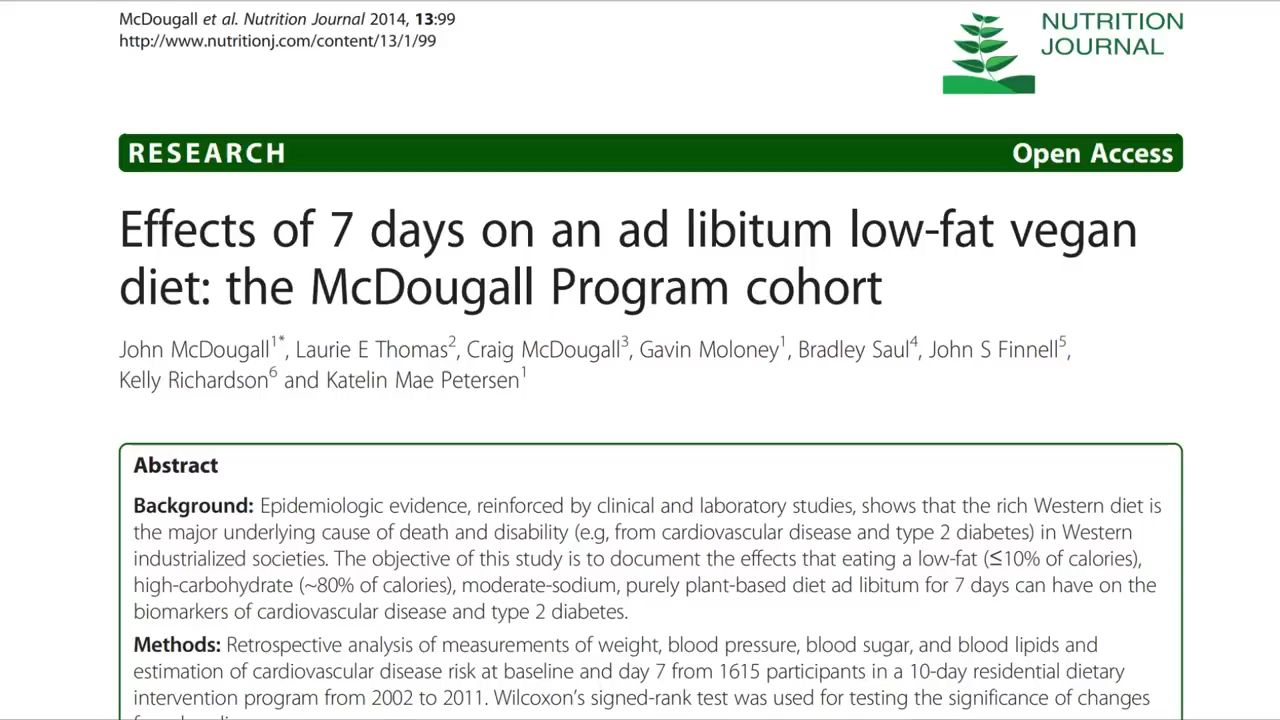 McDougall et al. Nutrition Journal 2014, 13:99
http://www.nutritionj.com/content/13/1/99
NUTRITION
JOURNAL
RESEARCH
Open Access
Effects of 7 days on an ad libitum low-fat vegan
diet: the McDougall Program cohort
John McDougall1*, Laurie E Thomas2, Craig McDougall3, Gavin Moloney1, Bradley Saul4, John S Finnell5,
Kelly Richardson6 and Katelin Mae Petersen1
Abstract
Background: Epidemiologic evidence, reinforced by clinical and laboratory studies, shows that the rich Western diet is
the major underlying cause of death and disability (e.g, from cardiovascular disease and type 2 diabetes) in Western
industrialized societies. The objective of this study is to document the effects that eating a low-fat (≤10% of calories),
high-carbohydrate (~80% of calories), moderate-sodium, purely plant-based diet ad libitum for 7 days can have on the
biomarkers of cardiovascular disease and type 2 diabetes.
Methods: Retrospective analysis of measurements of weight, blood pressure, blood sugar, and blood lipids and
estimation of cardiovascular disease risk at baseline and day 7 from 1615 participants in a 10-day residential dietary
intervention program from 2002 to 2011. Wilcoxon's signed-rank test was used for testing the significance of changes